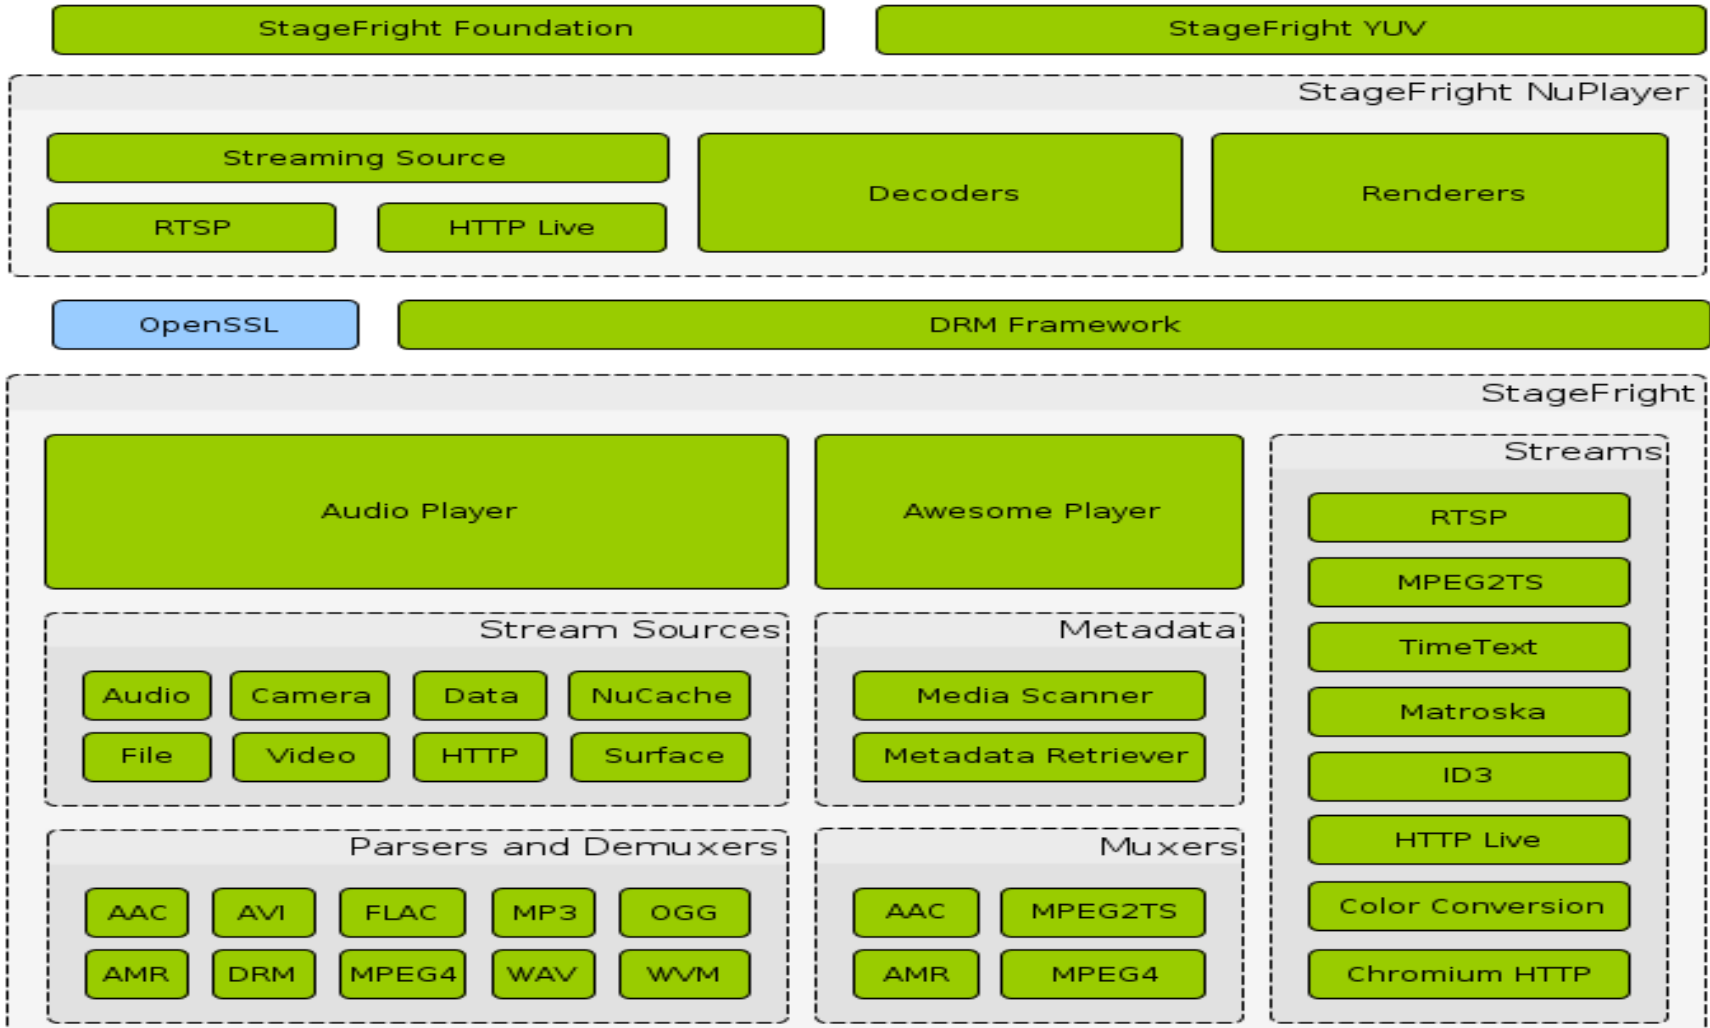 StageFright Foundation
StageFright YUV
StageFright NuPlayer
Streaming Source
RTSP
HTTP Live
Decoders
Renderers
OpenSSL
DRM Framework
StageFright
Audio Player
Awesome Player
Stream Sources
Audio
Camera
Data
NuCache
File
Video
HTTP
Surface
Metadata
Media Scanner
Metadata Retriever
Parsers and Demuxers
AAC
AVI
FLAC
MP3
OGG
AMR
DRM
MPEG4
WAV
WVM
Muxers
AAC
MPEG2TS
AMR
MPEG4
Streams
RTSP
MPEG2TS
TimeText
Matroska
ID3
HTTP Live
Color Conversion
Chromium HTTP